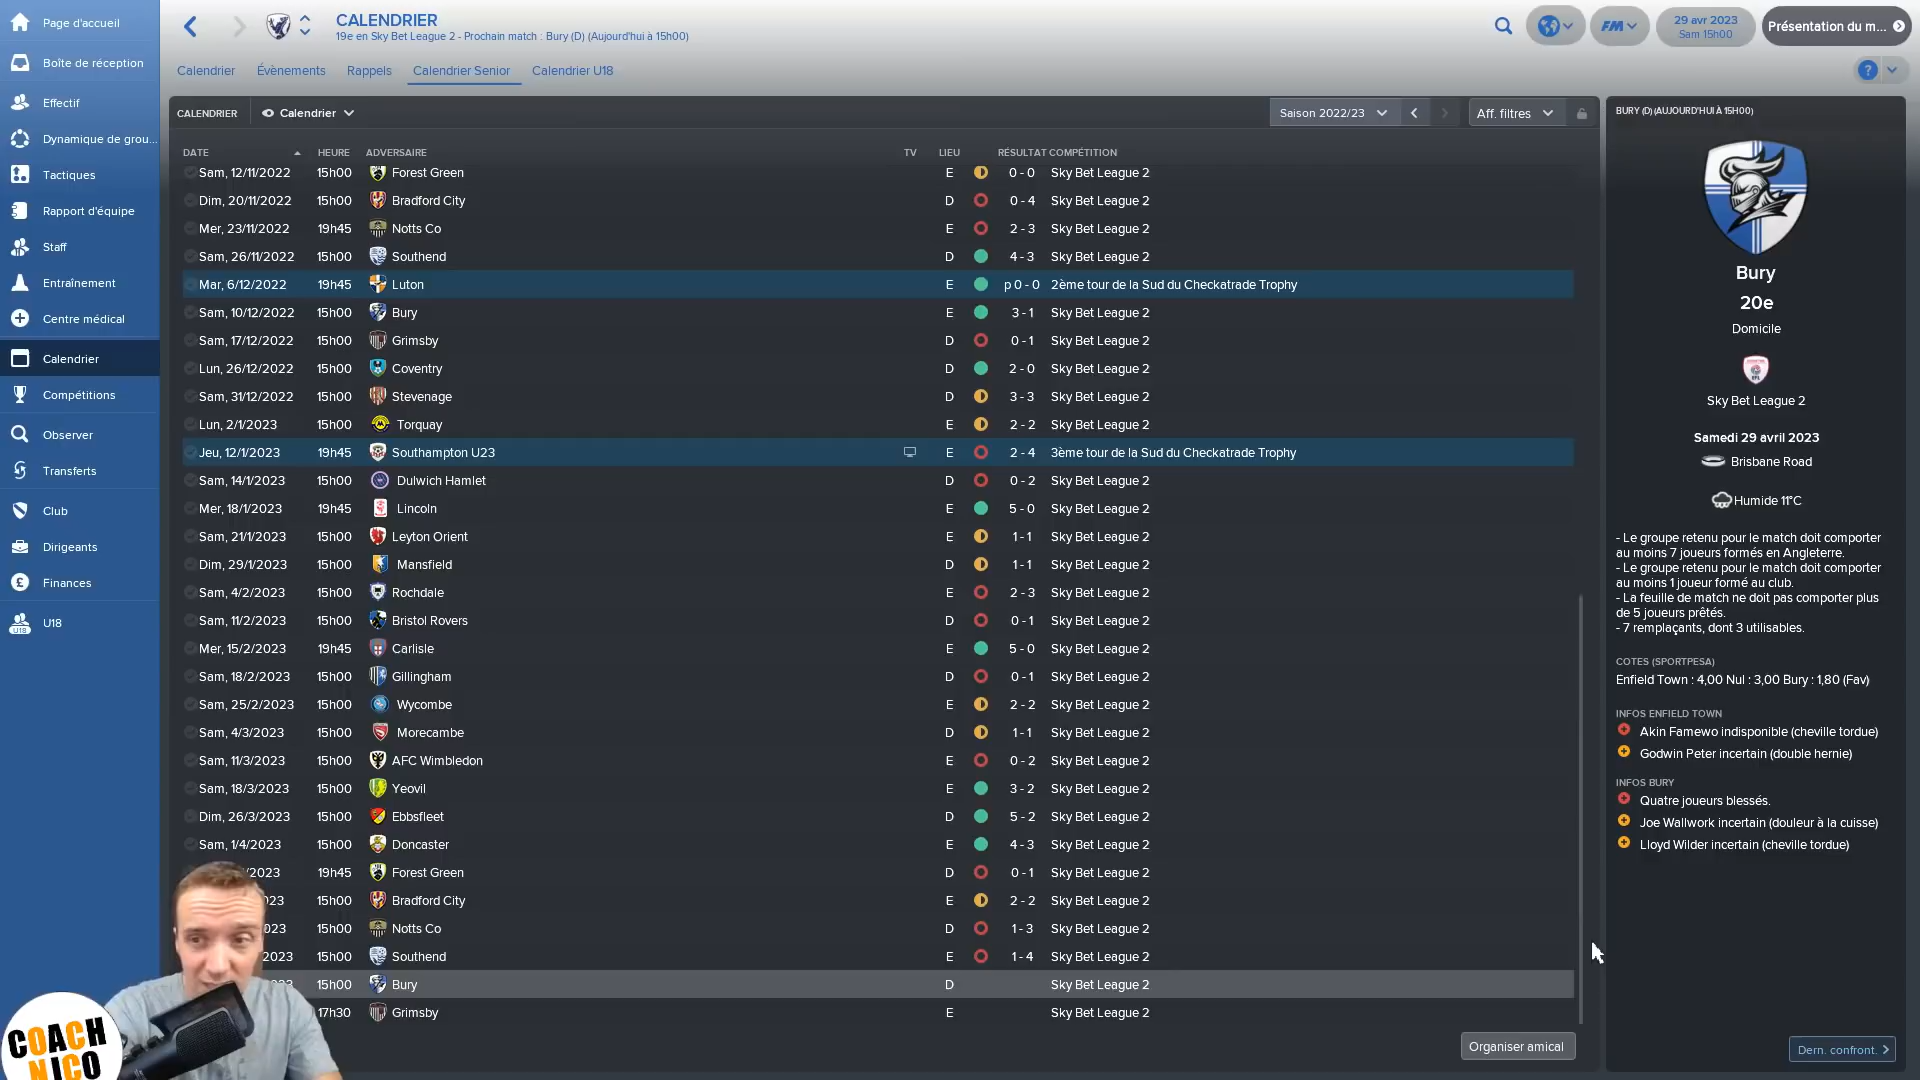 Page d'accueil
Boîte de réception
Effectif
Dynamique de grou...
Tactiques
Rapport d'équipe
Staff
Entraînement
Centre médical
Calendrier
Compétitions
Observer
Transferts
Club
Dirigeants
Finances
U18
CALENDRIER
19e en Sky Bet League 2 - Prochain match : Bury (D) (Aujourd'hui à 15h00)
FM
29 avr 2023
Sam 15h00
Présentation du m...
Calendrier Évènements Rappels Calendrier Senior Calendrier U18
CALENDRIER Calendrier Saison 2022/23 Aff. filtres
DATE HEURE ADVERSAIRE TV LIEU RÉSULTAT COMPÉTITION
Sam, 12/11/2022 15h00 Forest Green E 0 - 0 Sky Bet League 2
Dim, 20/11/2022 15h00 Bradford City D 0 - 4 Sky Bet League 2
Mer, 23/11/2022 19h45 Notts Co E 2 - 3 Sky Bet League 2
Sam, 26/11/2022 15h00 Southend D 4 - 3 Sky Bet League 2
Mar, 6/12/2022 19h45 Luton E p 0 - 0 2ème tour de la Sud du Checkatrade Trophy
Sam, 10/12/2022 15h00 Bury E 3 - 1 Sky Bet League 2
Sam, 17/12/2022 15h00 Grimsby D 0 - 1 Sky Bet League 2
Lun, 26/12/2022 15h00 Coventry D 2 - 0 Sky Bet League 2
Sam, 31/12/2022 15h00 Stevenage D 3 - 3 Sky Bet League 2
Lun, 2/1/2023 15h00 Torquay E 2 - 2 Sky Bet League 2
Jeu, 12/1/2023 19h45 Southampton U23 E 2 - 4 3ème tour de la Sud du Checkatrade Trophy
Sam, 14/1/2023 15h00 Dulwich Hamlet D 0 - 2 Sky Bet League 2
Mer, 18/1/2023 19h45 Lincoln E 5 - 0 Sky Bet League 2
Sam, 21/1/2023 15h00 Leyton Orient E 1 - 1 Sky Bet League 2
Dim, 29/1/2023 15h00 Mansfield D 1 - 1 Sky Bet League 2
Sam, 4/2/2023 15h00 Rochdale E 2 - 3 Sky Bet League 2
Sam, 11/2/2023 15h00 Bristol Rovers D 0 - 1 Sky Bet League 2
Mer, 15/2/2023 19h45 Carlisle E 5 - 0 Sky Bet League 2
Sam, 18/2/2023 15h00 Gillingham D 0 - 1 Sky Bet League 2
Sam, 25/2/2023 15h00 Wycombe E 2 - 2 Sky Bet League 2
Sam, 4/3/2023 15h00 Morecambe D 1 - 1 Sky Bet League 2
Sam, 11/3/2023 15h00 AFC Wimbledon E 0 - 2 Sky Bet League 2
Sam, 18/3/2023 15h00 Yeovil E 3 - 2 Sky Bet League 2
Dim, 26/3/2023 15h00 Ebbsfleet D 5 - 2 Sky Bet League 2
Sam, 1/4/2023 15h00 Doncaster E 4 - 3 Sky Bet League 2
/2023 19h45 Forest Green D 0 - 1 Sky Bet League 2
023 15h00 Bradford City E 2 - 2 Sky Bet League 2
023 15h00 Notts Co D 1 - 3 Sky Bet League 2
2023 15h00 Southend E 1 - 4 Sky Bet League 2
15h00 Bury D Sky Bet League 2
17h30 Grimsby E Sky Bet League 2
Organiser amical
BURY (D) (AUJOURD'HUI À 15H00)
Bury
20e
Domicile
Sky Bet League 2
Samedi 29 avril 2023
Brisbane Road
Humide 11°C
- Le groupe retenu pour le match doit comporter
au moins 7 joueurs formés en Angleterre.
- Le groupe retenu pour le match doit comporter
au moins 1 joueur formé au club.
- La feuille de match ne doit pas comporter plus
de 5 joueurs prêtés.
- 7 remplaçants, dont 3 utilisables.
COTES (SPORTPESA)
Enfield Town : 4,00 Nul : 3,00 Bury : 1,80 (Fav)
INFOS ENFIELD TOWN
Akin Famewo indisponible (cheville tordue)
Godwin Peter incertain (double hernie)
INFOS BURY
Quatre joueurs blessés.
Joe Wallwork incertain (douleur à la cuisse)
Lloyd Wilder incertain (cheville tordue)
Dern. confront.
COACH
NICO